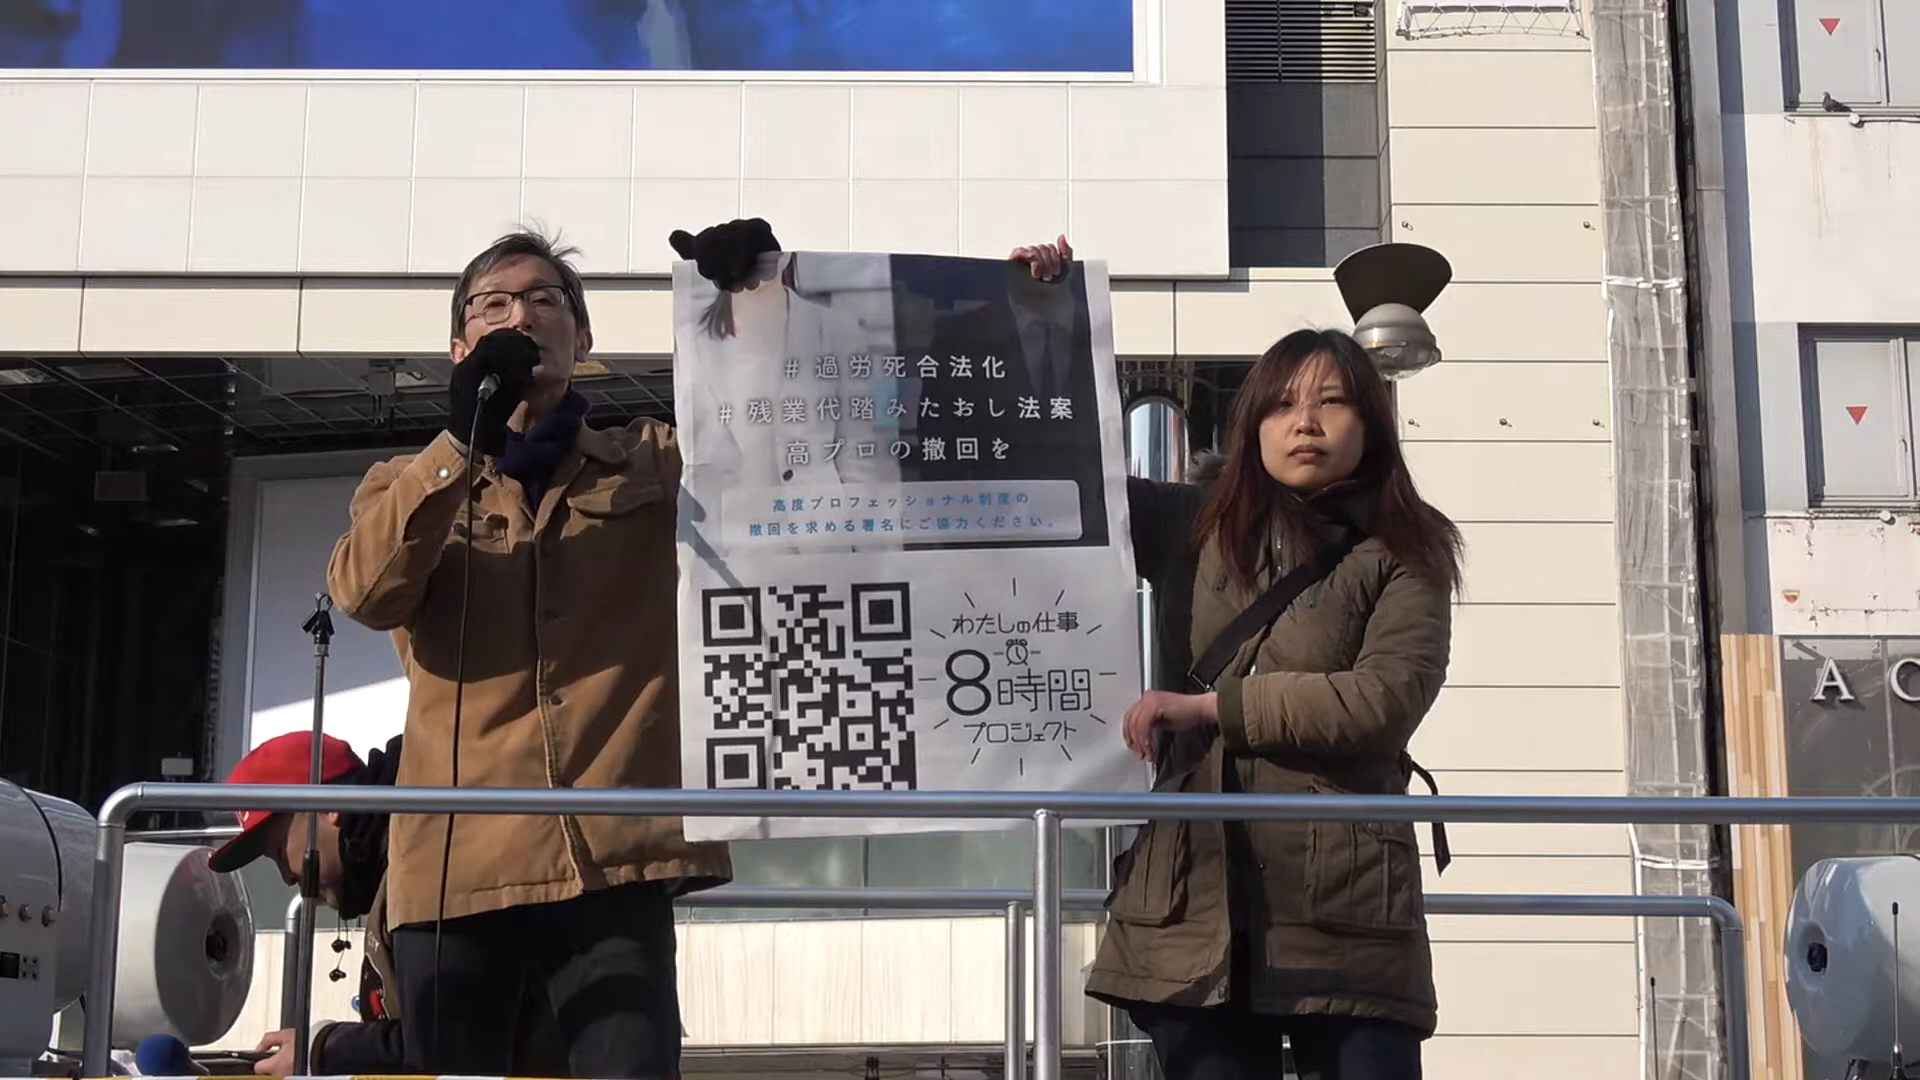 #過労死合法化
#残業代踏みたおし法案
高プロの撤回を
高度プロフェッショナル制度の
撤回を求める署名にご協力ください。
わたしの仕事
8時間
プロジェクト
AC